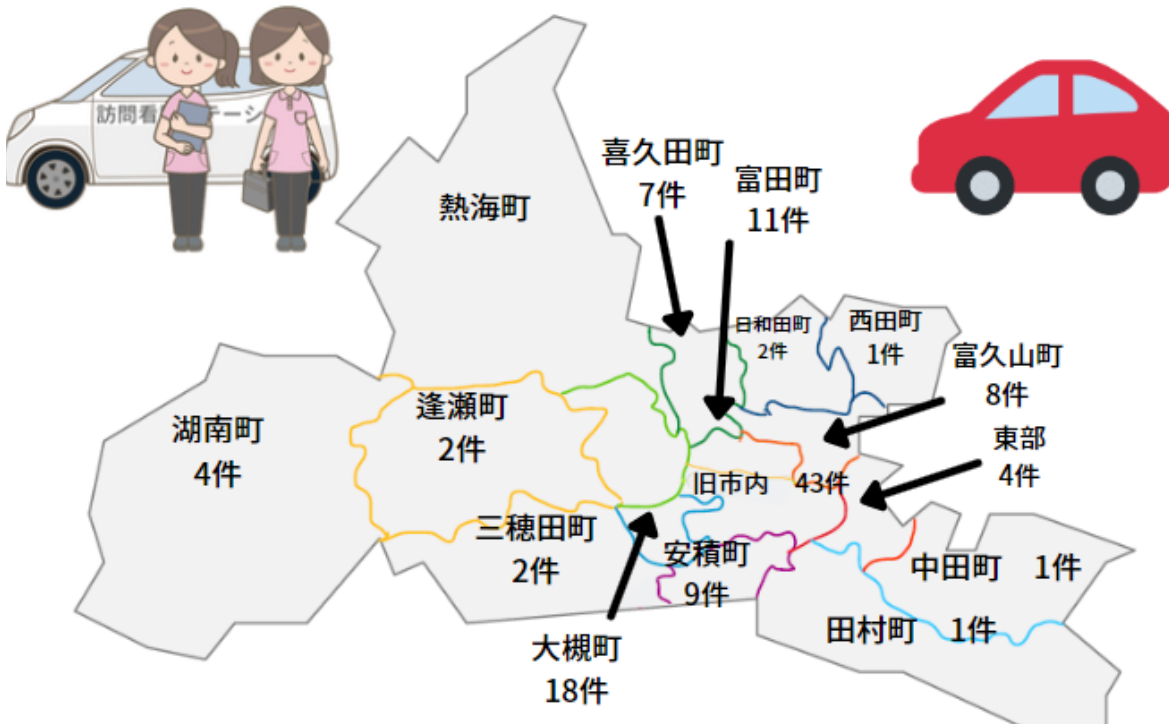 訪問看 テーシ
喜久田町
7件
富田町
11件
熱海町
日和田町
2件
西田町
1件
富久山町
8件
東部
4件
湖南町
4件
逢瀬町
2件
旧市内 43件
三穂田町
2件
安積町
9件
中田町 1件
田村町 1件
大槻町
18件